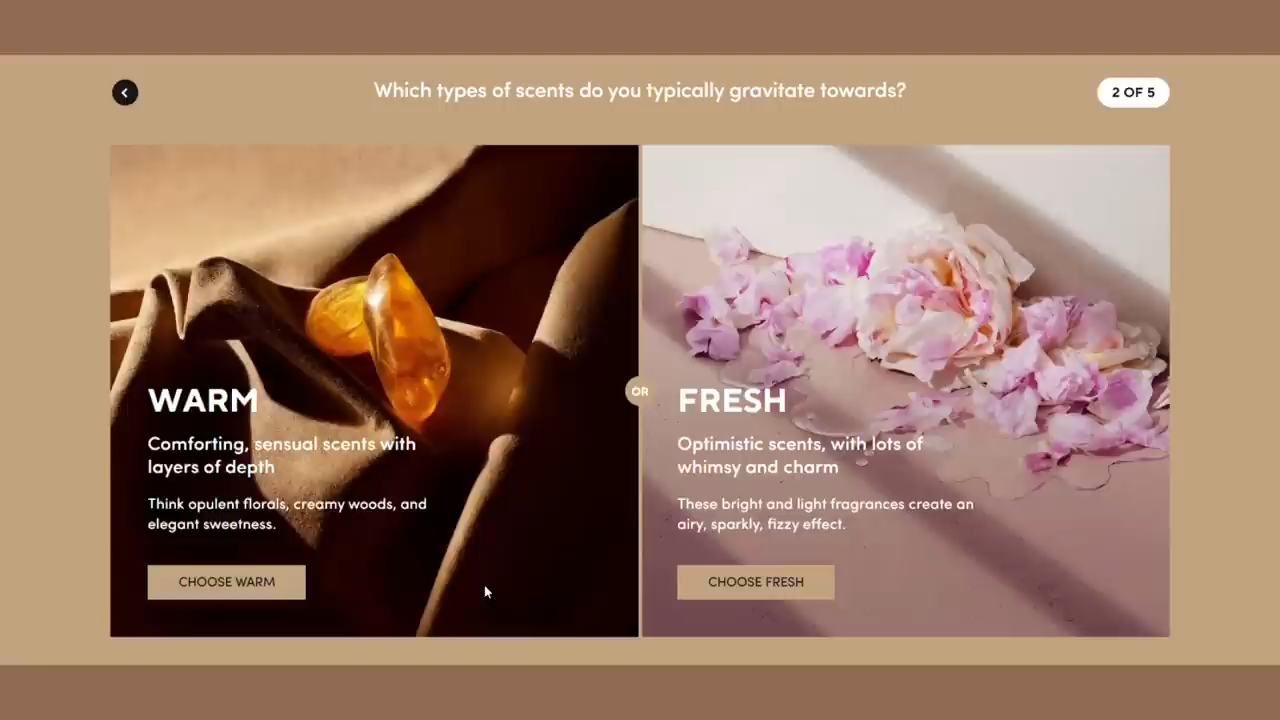 Which types of scents do you typically gravitate towards?
2 OF 5
WARM
Comforting, sensual scents with
layers of depth
Think opulent florals, creamy woods, and
elegant sweetness.
CHOOSE WARM
OR
FRESH
Optimistic scents, with lots of
whimsy and charm
These bright and light fragrances create an
airy, sparkly, fizzy effect.
CHOOSE FRESH